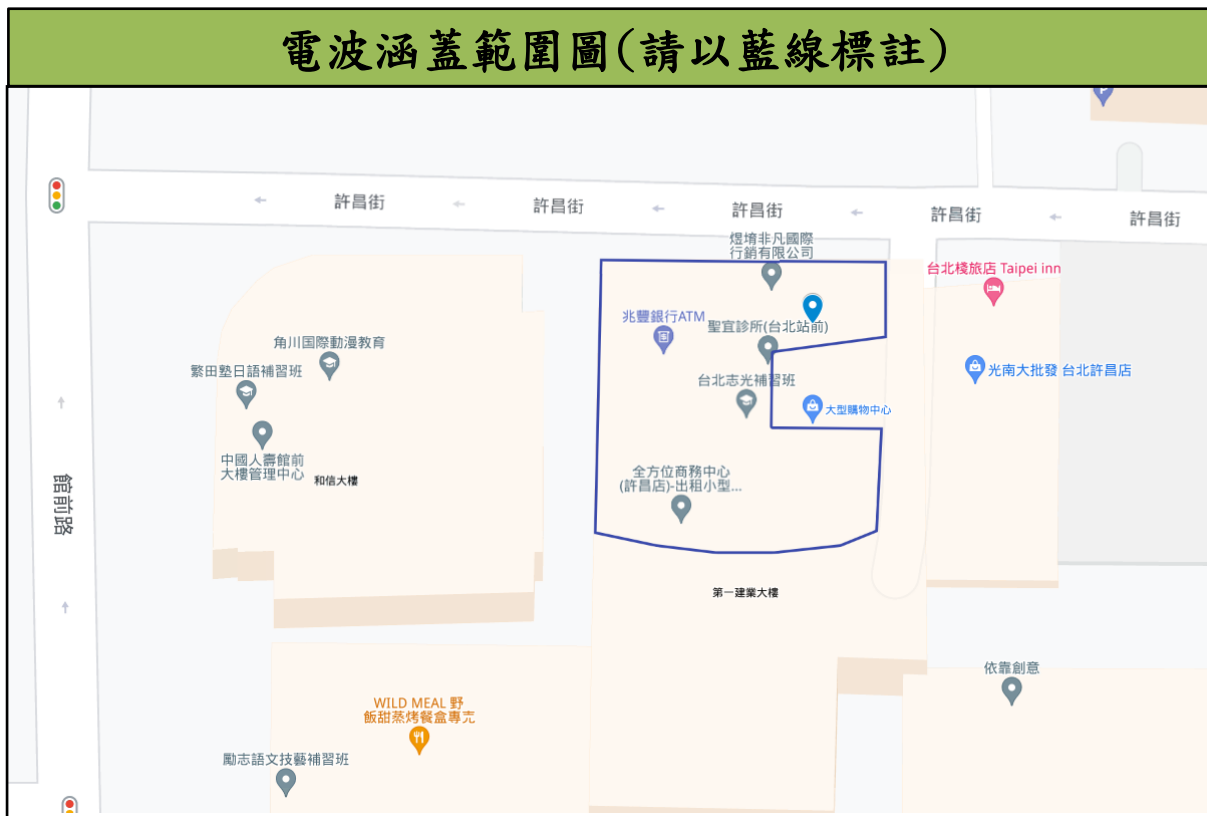 電波涵蓋範圍圖(請以藍線標註)
許昌街
許昌街
許昌街
許昌街
許昌街
煜堉非凡國際
行銷有限公司
台北棧旅店 Taipei inn
兆豐銀行ATM
聖宜診所(台北站前)
角川国際動漫教育
繁田塾日語補習班
台北志光補習班
光南大批發 台北許昌店
大型購物中心
中國人壽館前
大樓管理中心
和信大樓
全方位商務中心
(許昌店)-出租小型...
館前路
第一建業大樓
依靠創意
WILD MEAL 野
飯甜蒸烤餐盒專売
勵志語文技藝補習班